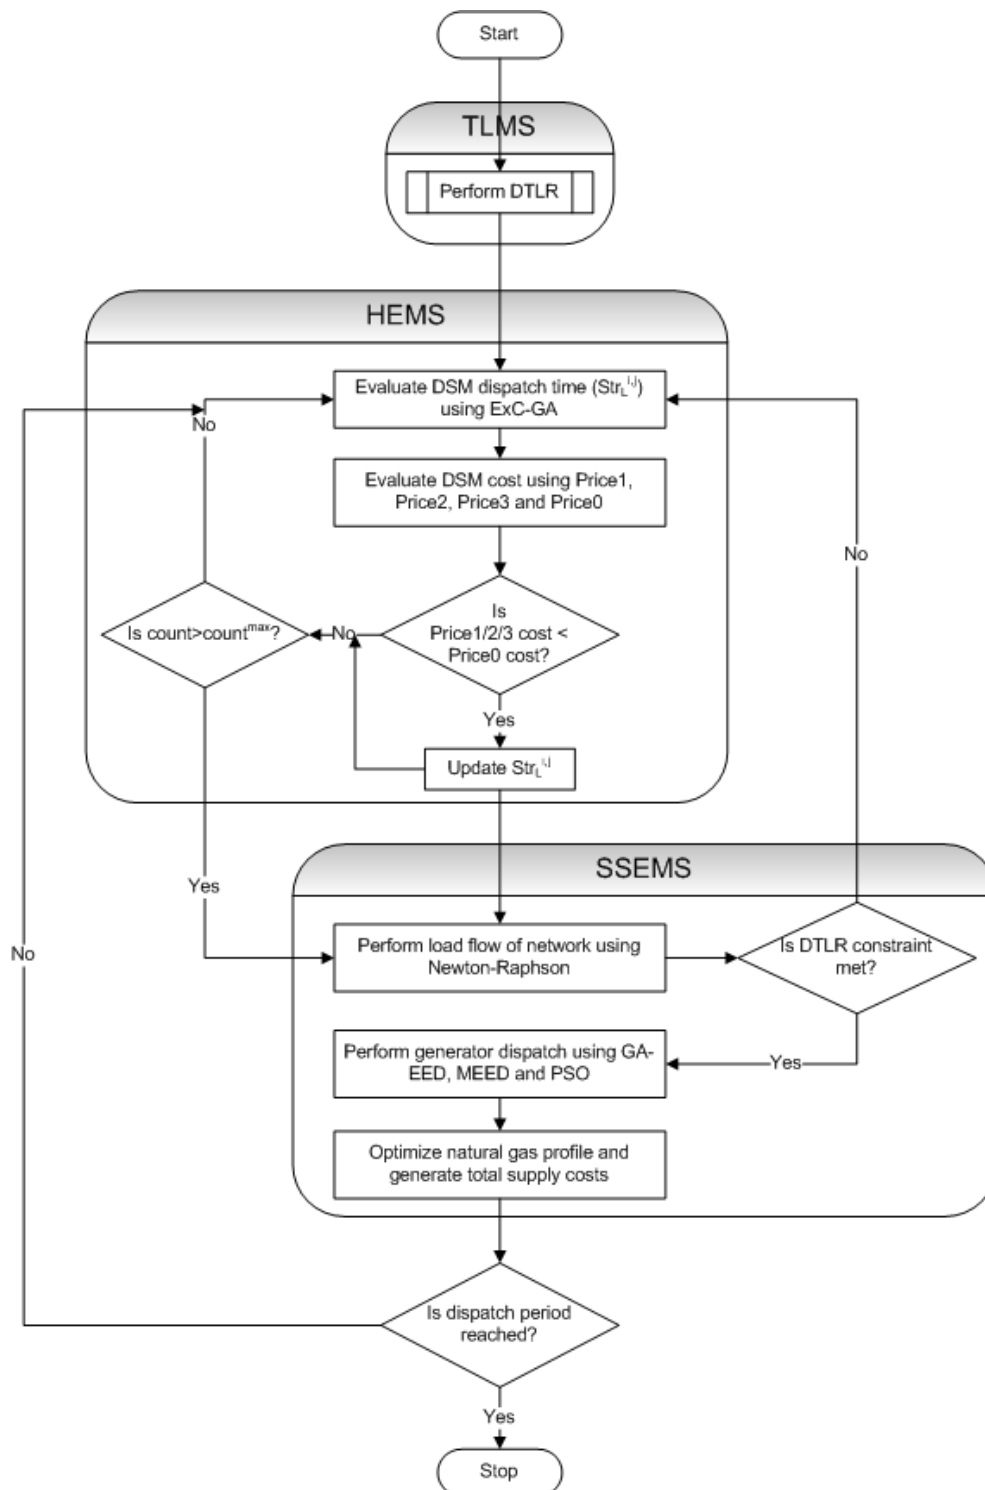 Start
TLMS
Perform DTLR
HEMS
Evaluate DSM dispatch time (Str_L^i,j)
using ExC-GA
No
Evaluate DSM cost using Price1,
Price2, Price3 and Price0
No
Is
Price1/2/3 cost <
Price0 cost?
No
Is count>count^max?
Yes
Update Str_L^i,j
SSEMS
Yes
No
Perform load flow of network using
Newton-Raphson
Is DTLR constraint
met?
Perform generator dispatch using GA-
EED, MEED and PSO
Yes
Optimize natural gas profile and
generate total supply costs
Is dispatch period
reached?
Yes
Stop